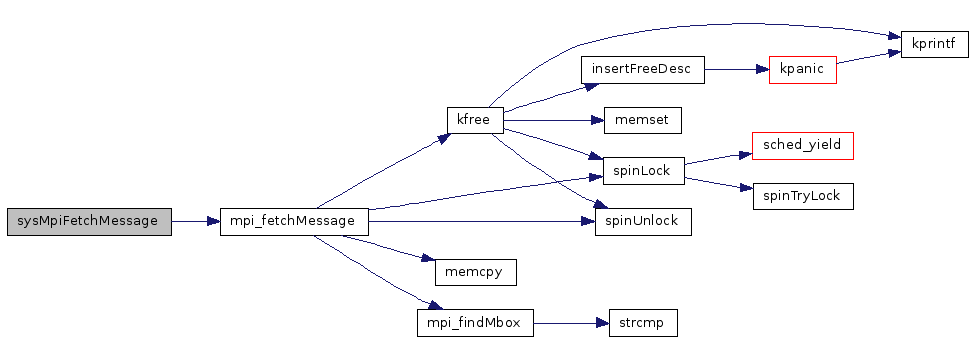 kprintf
insertFreeDesc
kpanic
kfree
memset
sched_yield
spinLock
spinTryLock
sysMpiFetchMessage
mpi_fetchMessage
spinUnlock
memcpy
mpi_findMbox
strcmp